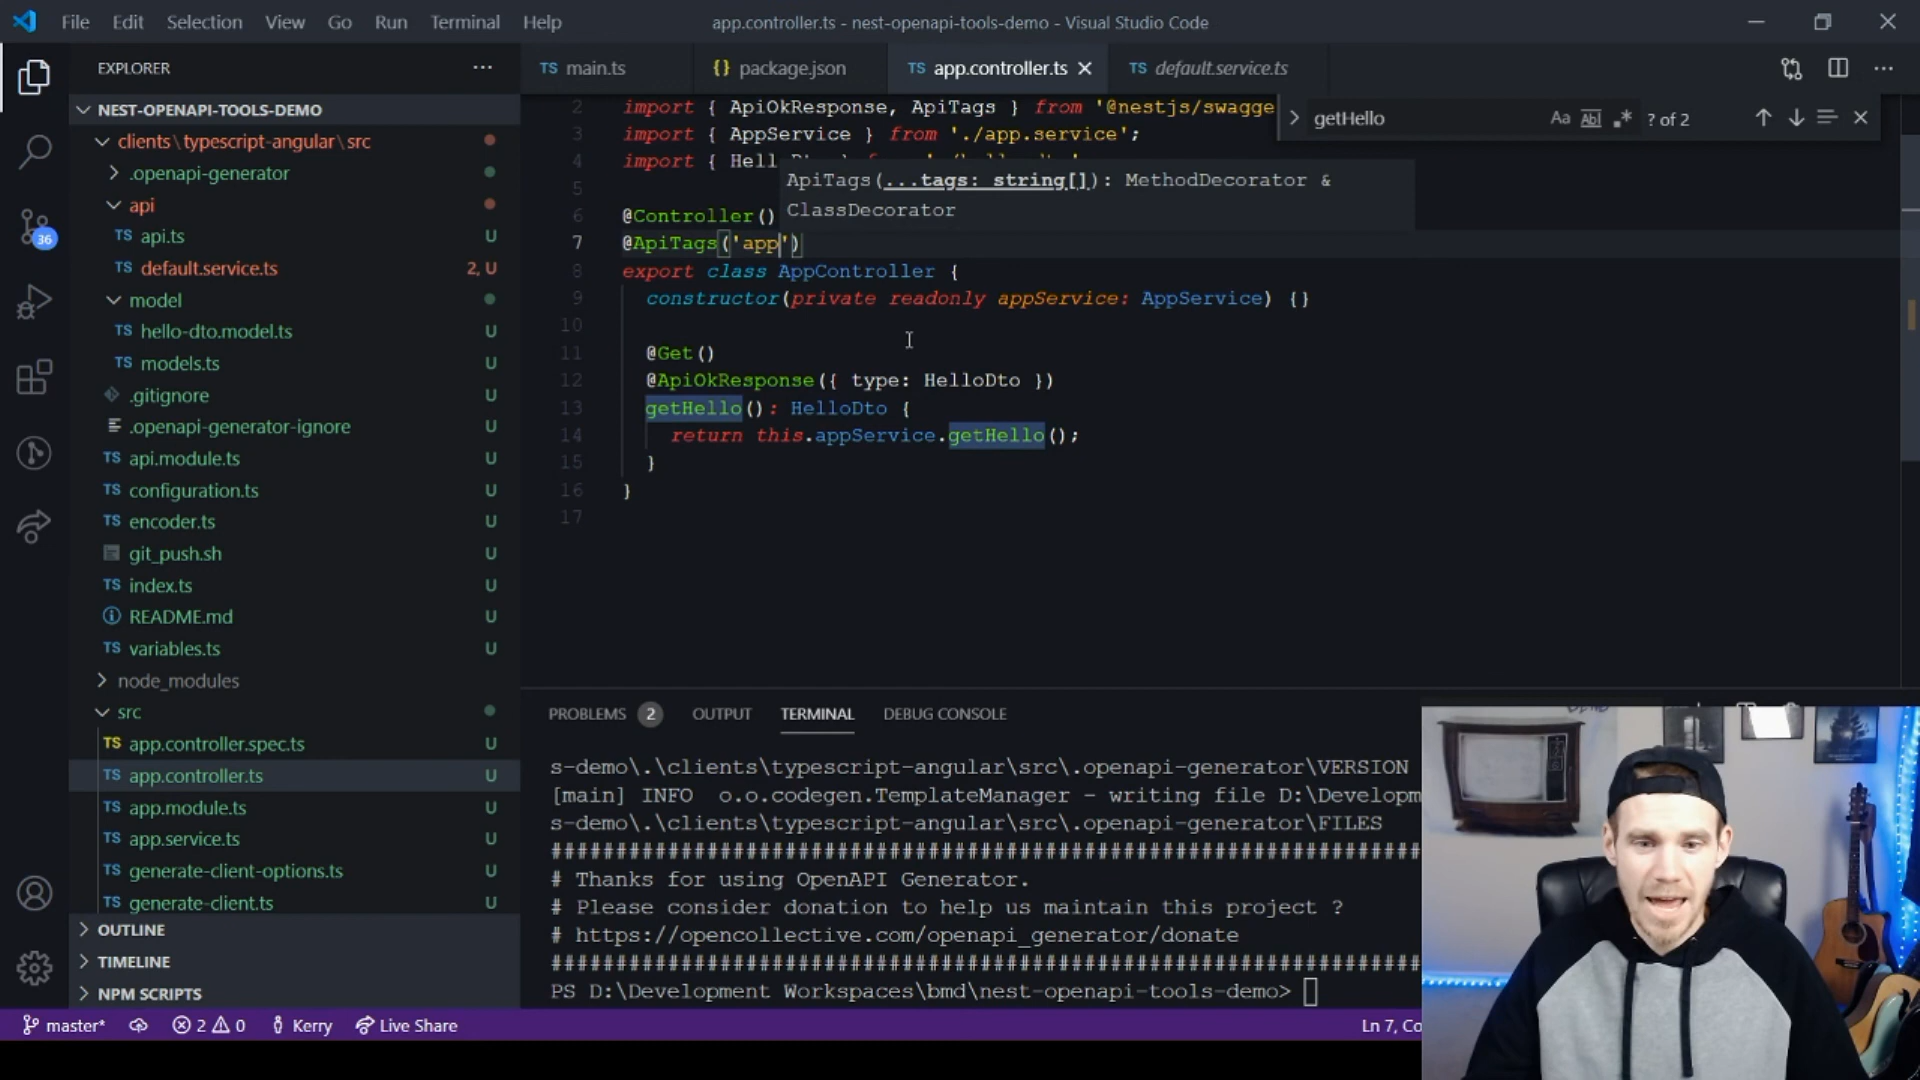 File Edit Selection View Go Run Terminal Help
app.controller.ts - nest-openapi-tools-demo - Visual Studio Code
EXPLORER
NEST-OPENAPI-TOOLS-DEMO
clients\typescript-angular\src
.openapi-generator
api
TS api.ts U
TS default.service.ts 2, U
model
TS hello-dto.model.ts U
TS models.ts U
.gitignore U
.openapi-generator-ignore U
TS api.module.ts U
TS configuration.ts U
TS encoder.ts U
git_push.sh U
TS index.ts U
README.md U
TS variables.ts U
node_modules
src
TS app.controller.spec.ts U
TS app.controller.ts U
TS app.module.ts U
TS app.service.ts U
TS generate-client-options.ts U
TS generate-client.ts U
OUTLINE
TIMELINE
NPM SCRIPTS
36
TS main.ts {} package.json TS app.controller.ts TS default.service.ts
getHello Aa Abl .* ? of 2
2 import { ApiOkResponse, ApiTags } from '@nestjs/swagge
3 import { AppService } from './app.service';
4 import { Hell
ApiTags(...tags: string[]): MethodDecorator &
ClassDecorator
5
6 @Controller()
7 @ApiTags('app')
8 export class AppController {
9 constructor(private readonly appService: AppService) {}
10
11 @Get()
12 @ApiOkResponse({ type: HelloDto })
13 getHello(): HelloDto {
14 return this.appService.getHello();
15 }
16 }
17
PROBLEMS 2 OUTPUT TERMINAL DEBUG CONSOLE
s-demo\.\clients\typescript-angular\src\.openapi-generator\VERSION
[main] INFO o.o.codegen.TemplateManager - writing file D:\Developm
s-demo\.\clients\typescript-angular\src\.openapi-generator\FILES
################################################################################
# Thanks for using OpenAPI Generator.
# Please consider donation to help us maintain this project ?
# https://opencollective.com/openapi_generator/donate
################################################################################
PS D:\Development Workspaces\bmd\nest-openapi-tools-demo>
master* 2 0 Kerry Live Share
Ln 7, Co